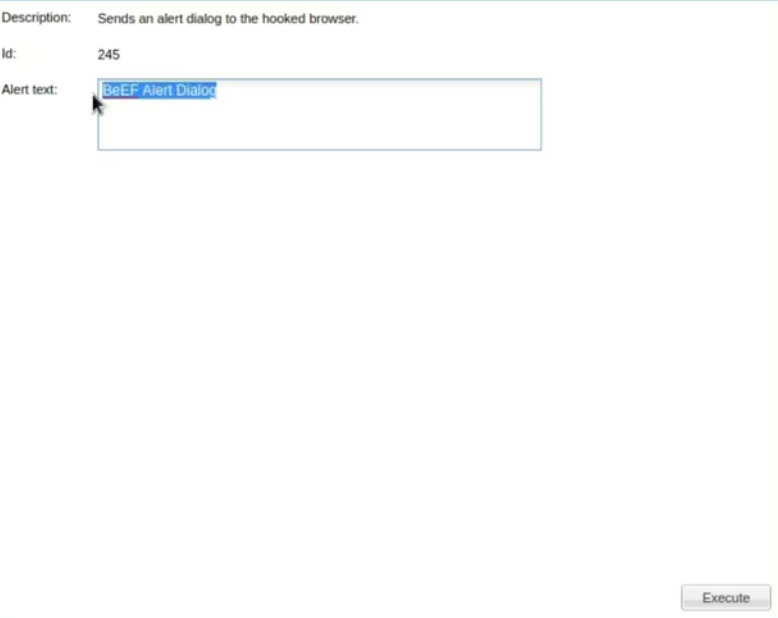 Description: Sends an alert dialog to the hooked browser.
Id: 245
Alert text: BeEF Alert Dialog
Execute